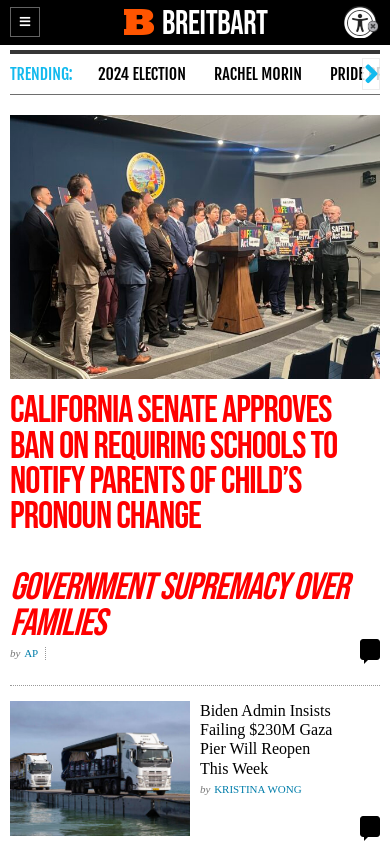 BREITBART
TRENDING: 2024 ELECTION RACHEL MORIN PRIDE
SAFETY
Act
CALIFORNIA SENATE APPROVES
BAN ON REQUIRING SCHOOLS TO
NOTIFY PARENTS OF CHILD’S
PRONOUN CHANGE
GOVERNMENT SUPREMACY OVER
FAMILIES
by AP
Biden Admin Insists
Failing $230M Gaza
Pier Will Reopen
This Week
by KRISTINA WONG